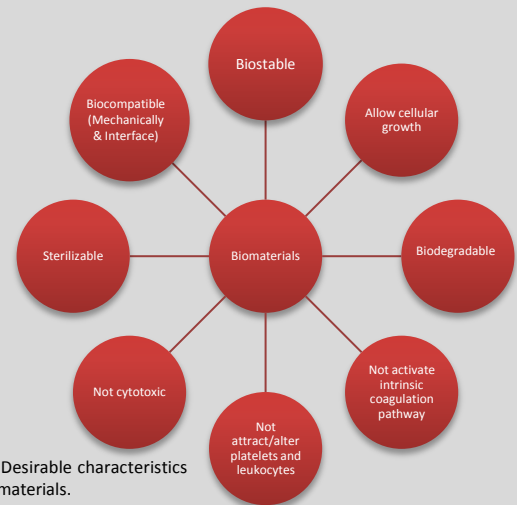 Biostable
Biocompatible
(Mechanically
& Interface)
Allow cellular
growth
Sterilizable
Biomaterials
Biodegradable
Not cytotoxic
Not activate
intrinsic
coagulation
pathway
Not
attract/alter
platelets and
leukocytes
Desirable characteristics
materials.